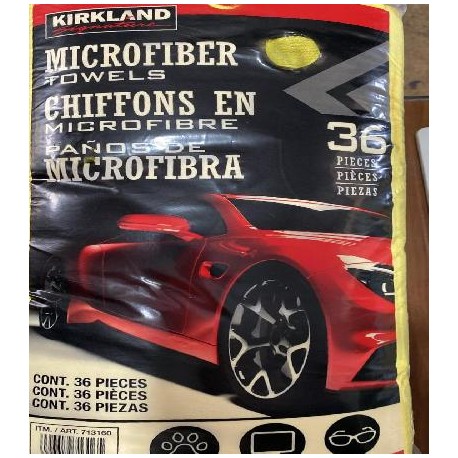 KIRKLAND
Signature
MICROFIBER
TOWELS
CHIFFONS EN
MICROFIBRE
PAÑOS DE
MICROFIBRA
36
PIECES
PIÈCES
PIEZAS
CONT. 36 PIECES
CONT. 36 PIÈCES
CONT. 36 PIEZAS
ITM. / ART. 713160